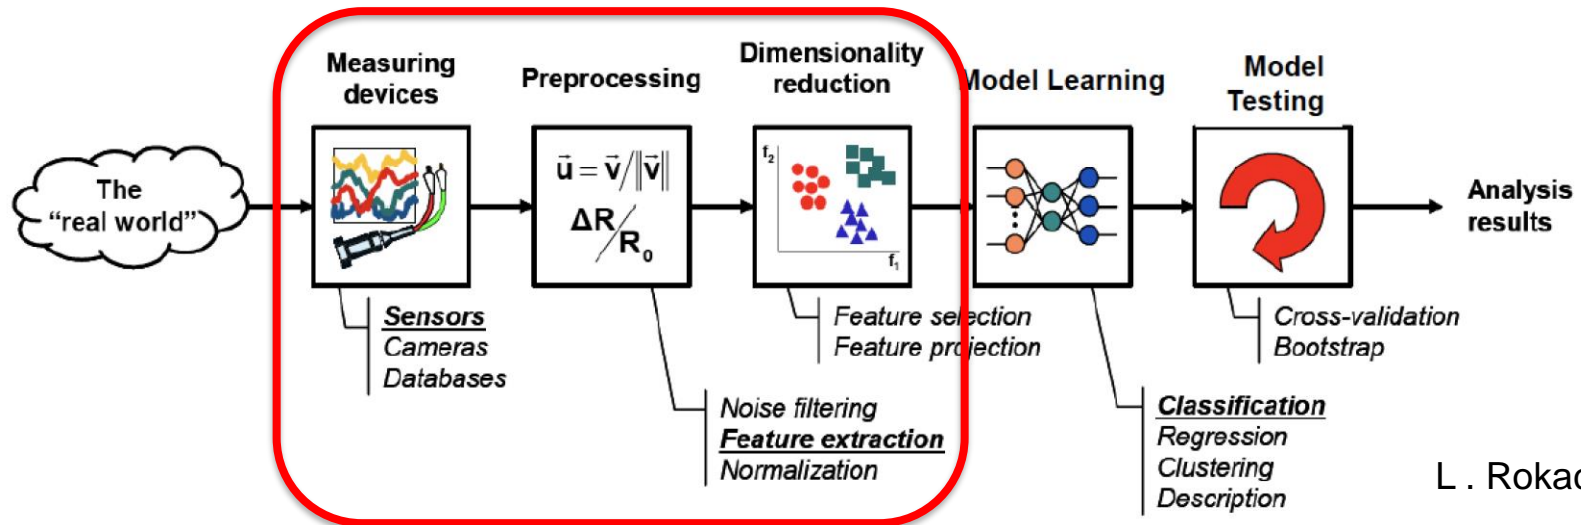 Measuring
devices
Preprocessing
Dimensionality
reduction
Model Learning
Model
Testing
The
“real world”
u = v/||v||
ΔR/R₀
f₂
f₁
Analysis
results
Sensors
Cameras
Databases
Noise filtering
Feature extraction
Normalization
Feature selection
Feature projection
Classification
Regression
Clustering
Description
Cross-validation
Bootstrap
L .